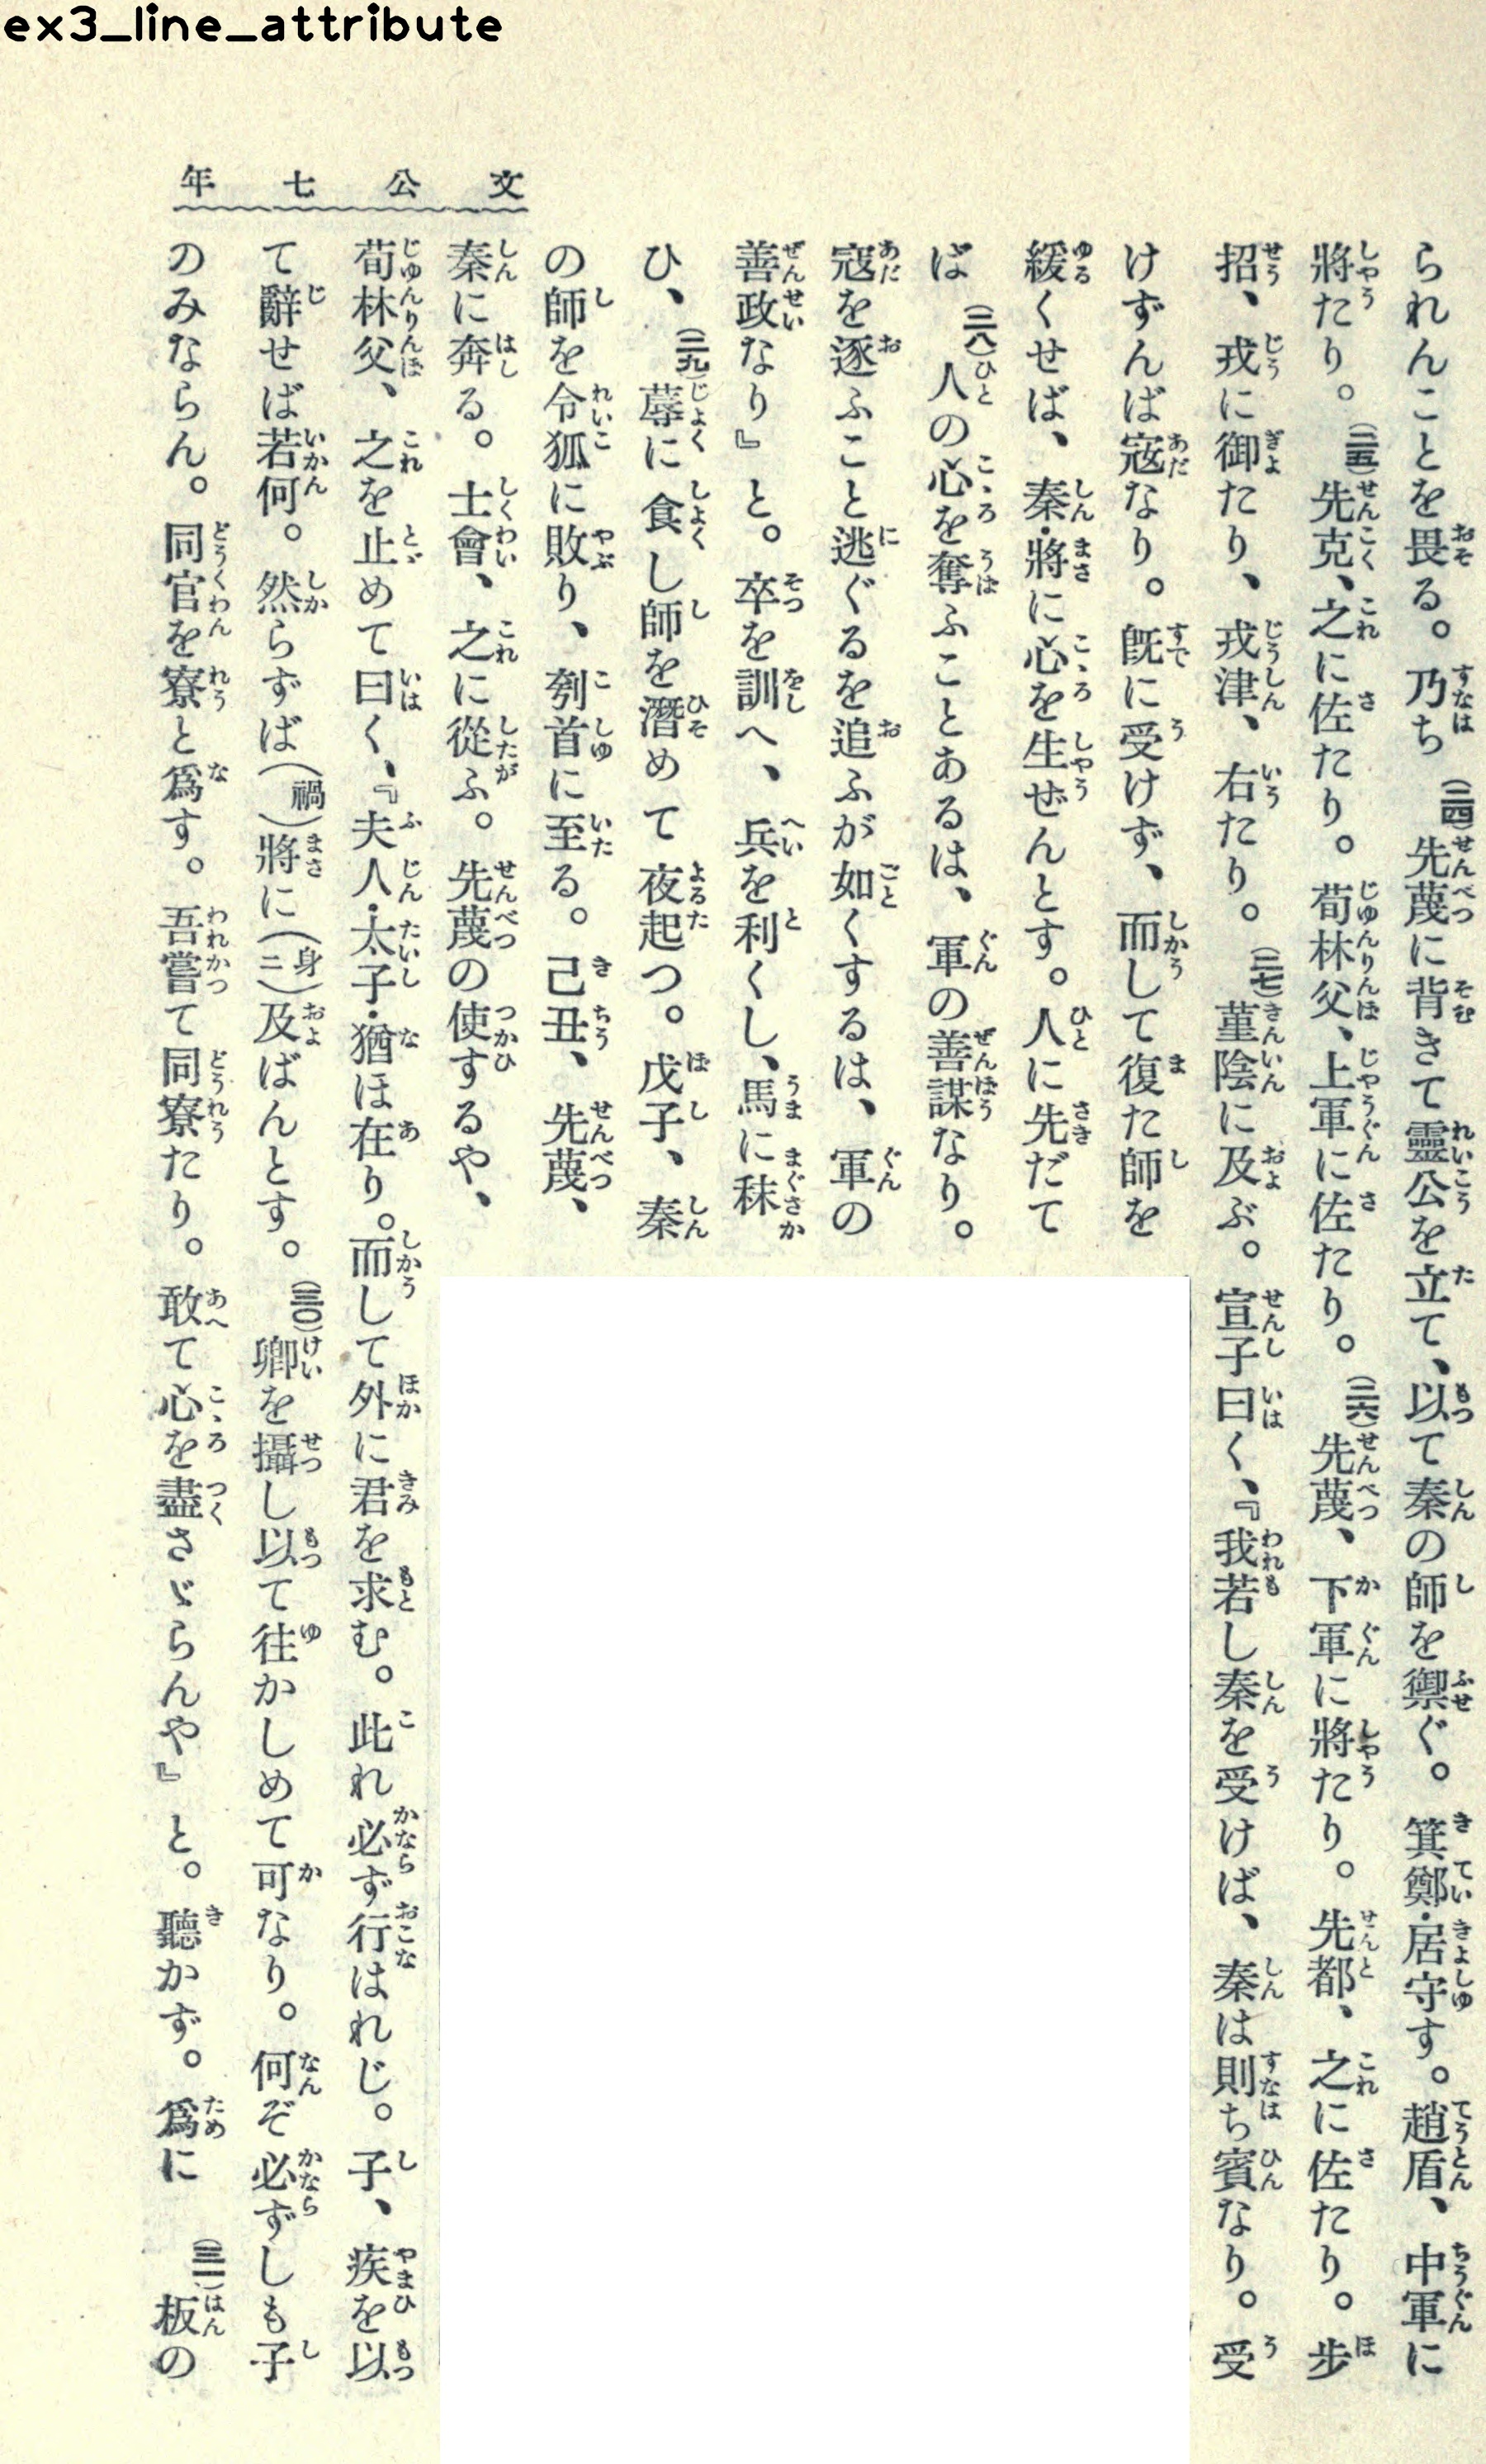 ex3_line_attribute
文公七年
られんことを畏る。乃ち(二四)先蔑に背きて靈公を立て、以て秦の師を禦ぐ。箕鄭・居守す。趙盾、中軍に
將たり。(二五)先克、之に佐たり。荀林父、上軍に佐たり。(二六)先蔑、下軍に將たり。先都、之に佐たり。步
招、戎に御たり、戎津、右たり。(二七)菫陰に及ぶ。宣子曰く、『我若し秦を受けば、秦は則ち賓なり。受
けずんば寇なり。既に受けず、而して復た師を
緩くせば、秦・將に心を生ぜんとす。人に先だて
ば(二八)人の心を奪ふことあるは、軍の善謀なり。
寇を逐ふこと逃ぐるを追ふが如くするは、軍の
善政なり』と。卒を訓へ、兵を利くし、馬に秣か
ひ、(二九)蓐に食し師を潛めて夜起つ。戊子、秦
の師を令狐に敗り、刳首に至る。己丑、先蔑、
秦に奔る。士會、之に從ふ。先蔑の使するや、
荀林父、之を止めて曰く、『夫人・太子・猶ほ在り。而して外に君を求む。此れ必ず行はれじ。子、疾を以
て辭せば若何。然らずば(禍)將に(身ニ)及ばんとす。(三〇)卿を攝し以て往かしめて可なり。何ぞ必ずしも子
のみならん。同官を寮と爲す。吾嘗て同寮たり。敢て心を盡さゞらんや』と。聽かず。爲に(三一)板の